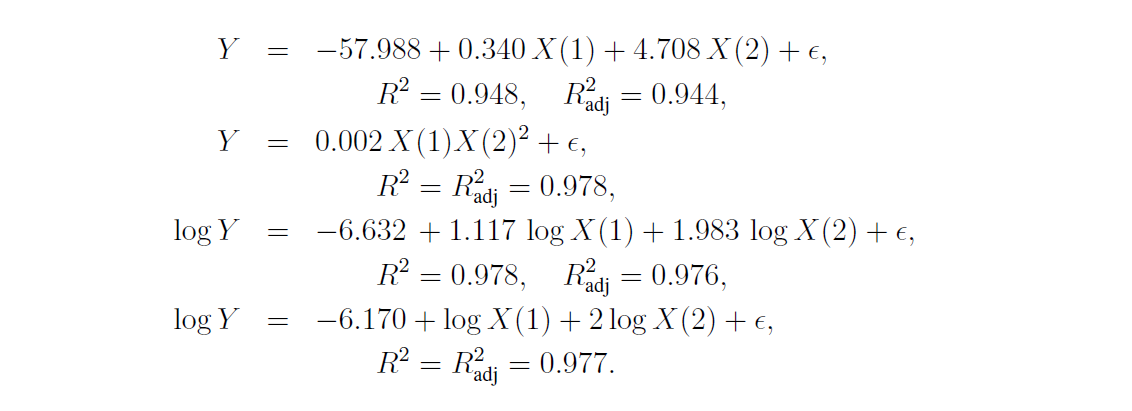 Y = −57.988 + 0.340 X(1) + 4.708 X(2) + ϵ,
R² = 0.948, R²adj = 0.944,
Y = 0.002 X(1)X(2)² + ϵ,
R² = R²adj = 0.978,
log Y = −6.632 + 1.117 log X(1) + 1.983 log X(2) + ϵ,
R² = 0.978, R²adj = 0.976,
log Y = −6.170 + log X(1) + 2 log X(2) + ϵ,
R² = R²adj = 0.977.